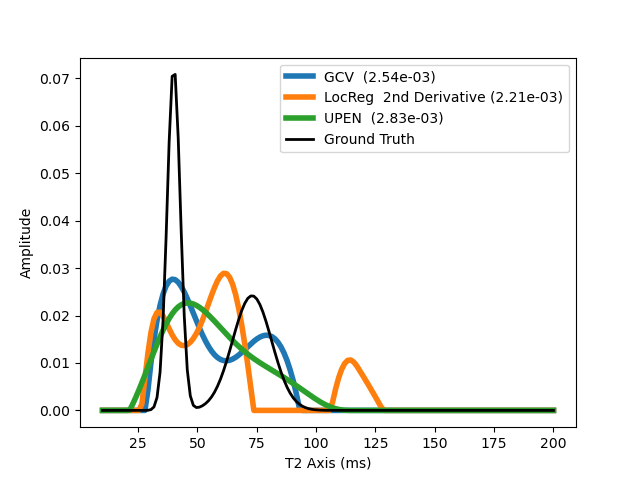 GCV (2.54e-03)
LocReg 2nd Derivative (2.21e-03)
UPEN (2.83e-03)
Ground Truth
Amplitude
0.07
0.06
0.05
0.04
0.03
0.02
0.01
0.00
25 50 75 100 125 150 175 200
T2 Axis (ms)